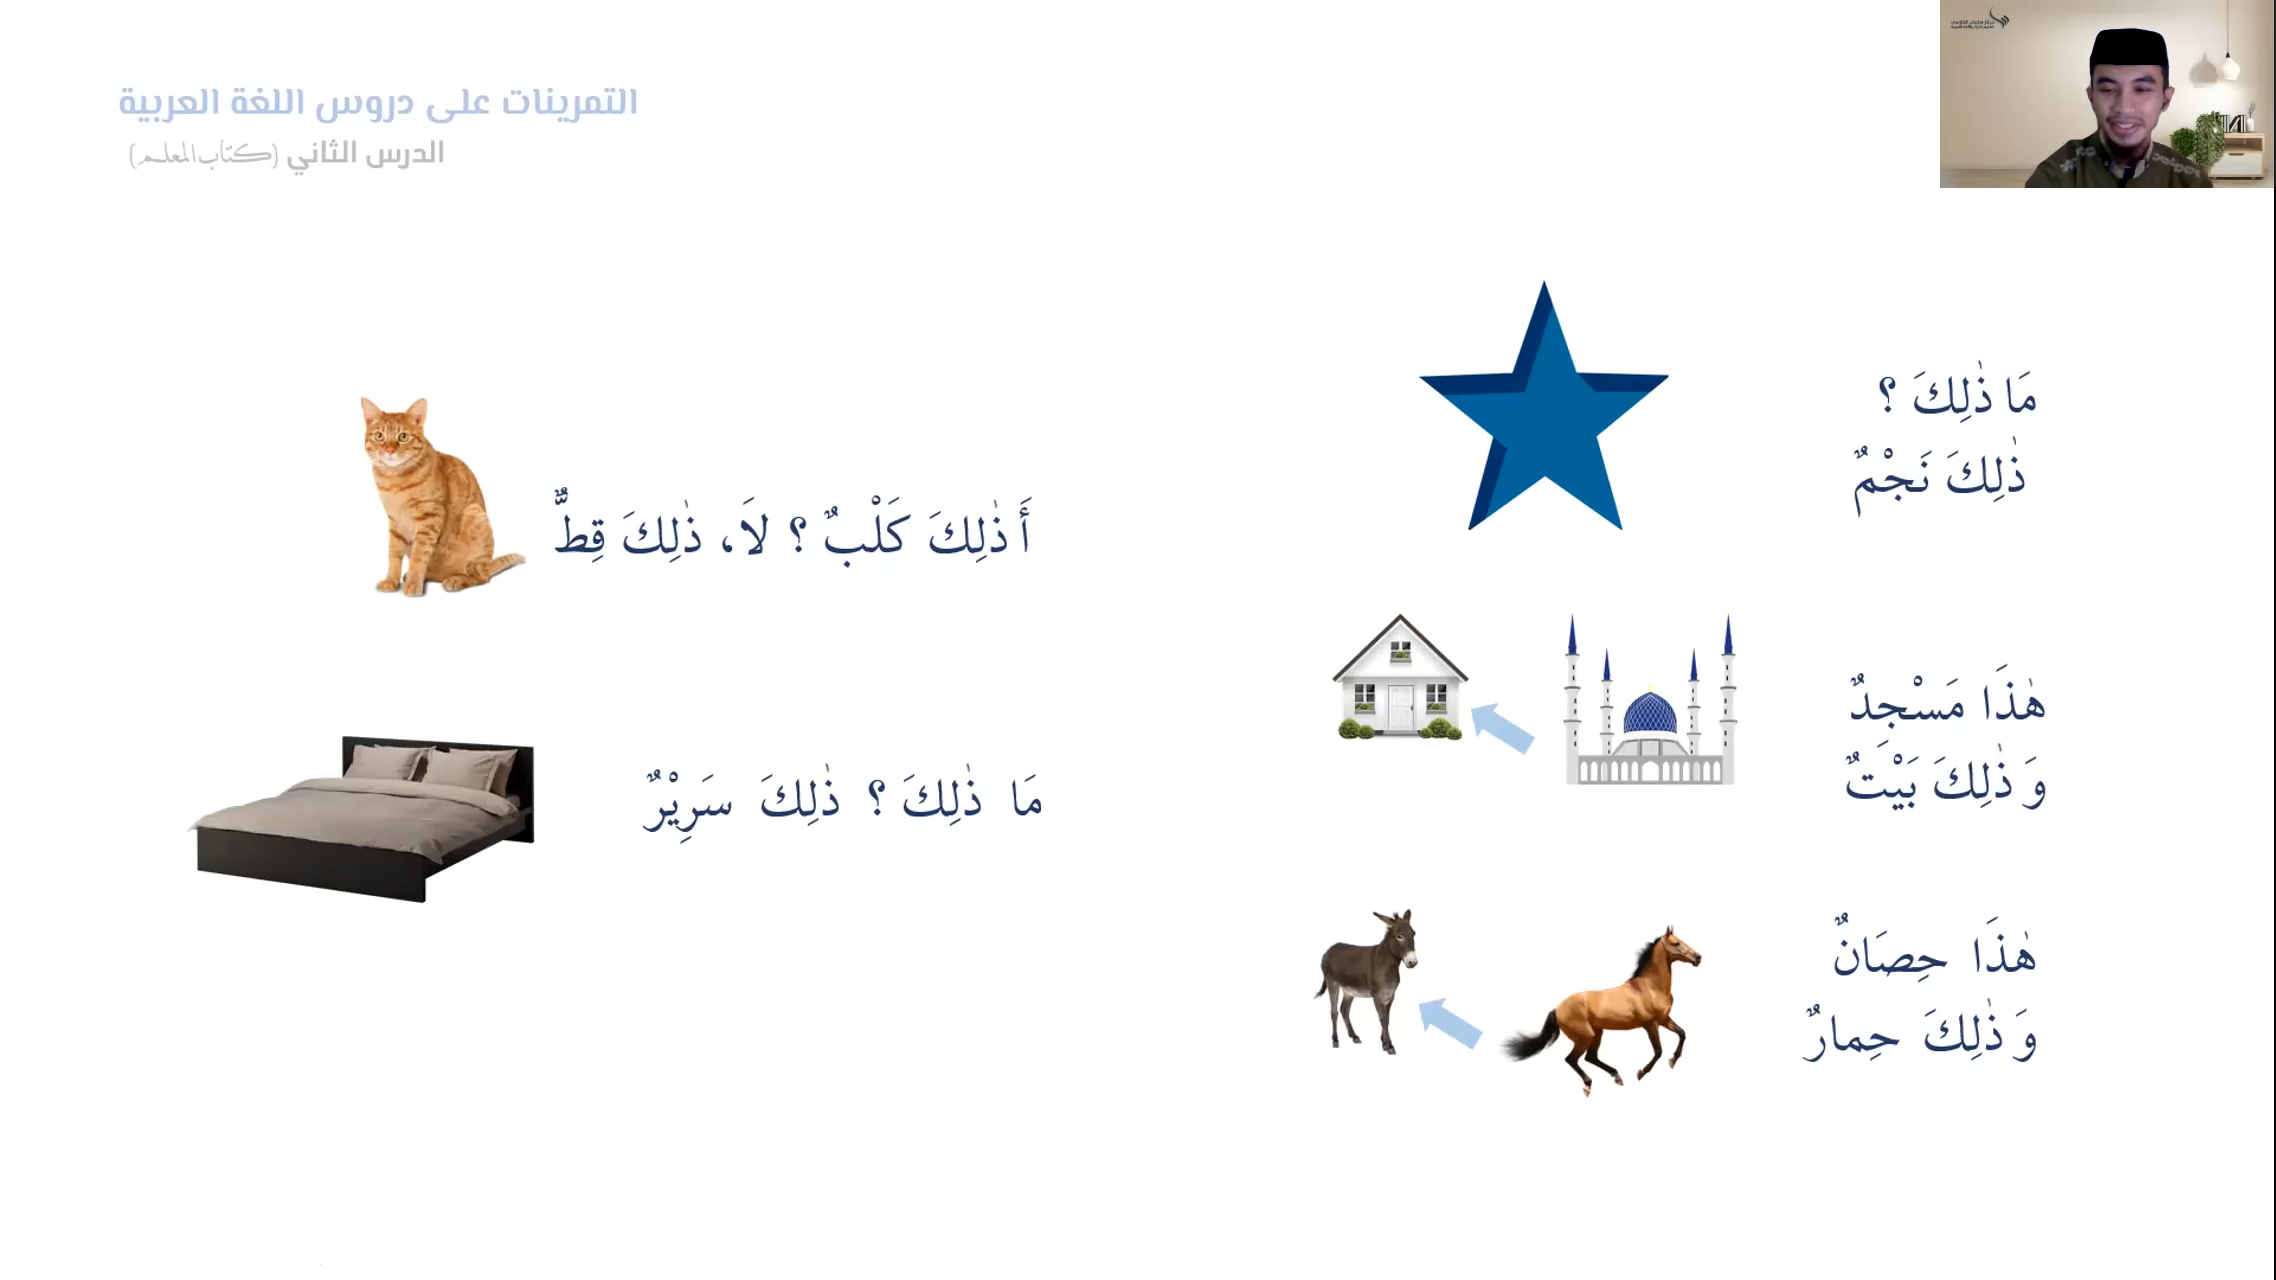 التمرينات على دروس اللغة العربية
الدرس الثاني (كتاب المعلم)
مَا ذٰلِكَ ؟
ذٰلِكَ نَجْمٌ
هٰذَا مَسْجِدٌ
وَ ذٰلِكَ بَيْتٌ
هٰذَا حِصَانٌ
وَ ذٰلِكَ حِمارٌ
أَ ذٰلِكَ كَلْبٌ ؟ لاَ، ذٰلِكَ قِطٌّ
مَا ذٰلِكَ ؟ ذٰلِكَ سَرِيْرٌ